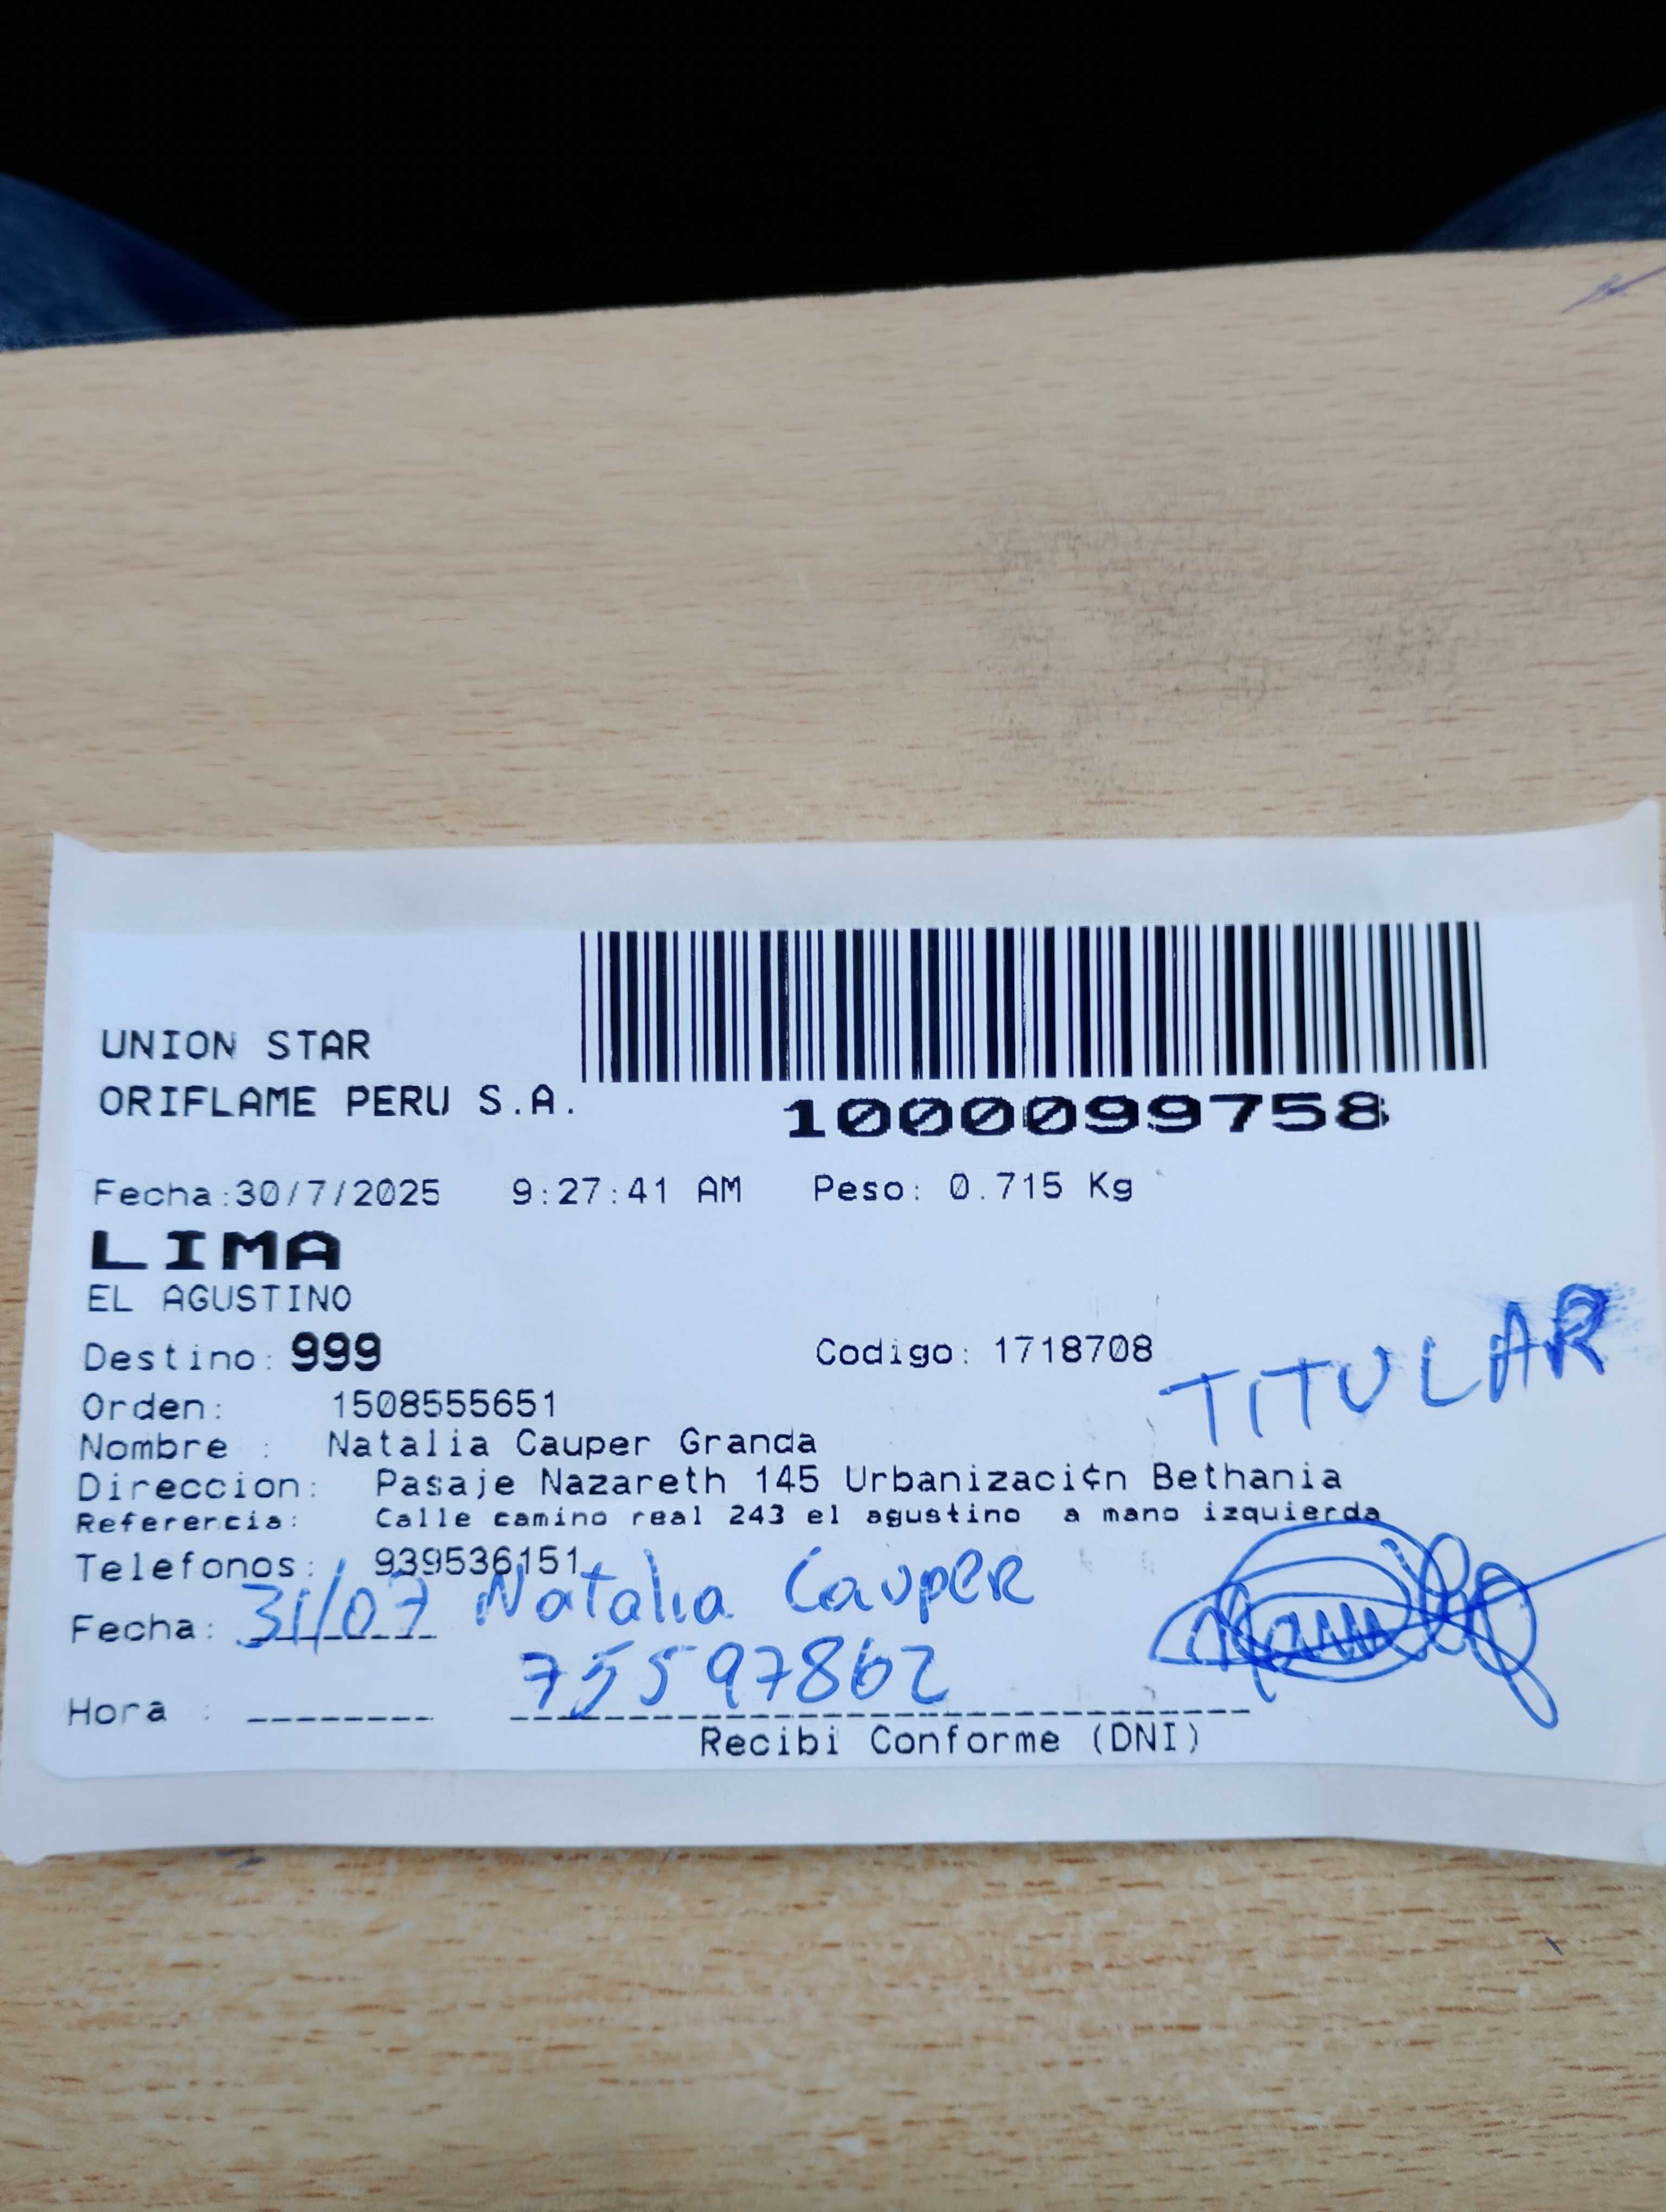 UNION STAR
ORIFLAME PERU S.A.
1000099758
Fecha:30/7/2025 9:27:41 AM Peso: 0.715 Kg
LIMA
EL AGUSTINO
Destino: 999 Codigo: 1718708
TITULAR
Orden: 1508555651
Nombre : Natalia Cauper Granda
Direccion: Pasaje Nazareth 145 Urbanizaci¢n Bethania
Referencia: Calle camino real 243 el agustino a mano izquierda
Telefonos: 939536151
Fecha: 31/07 Natalia Cauper
75597862
Hora :
Recibi Conforme (DNI)